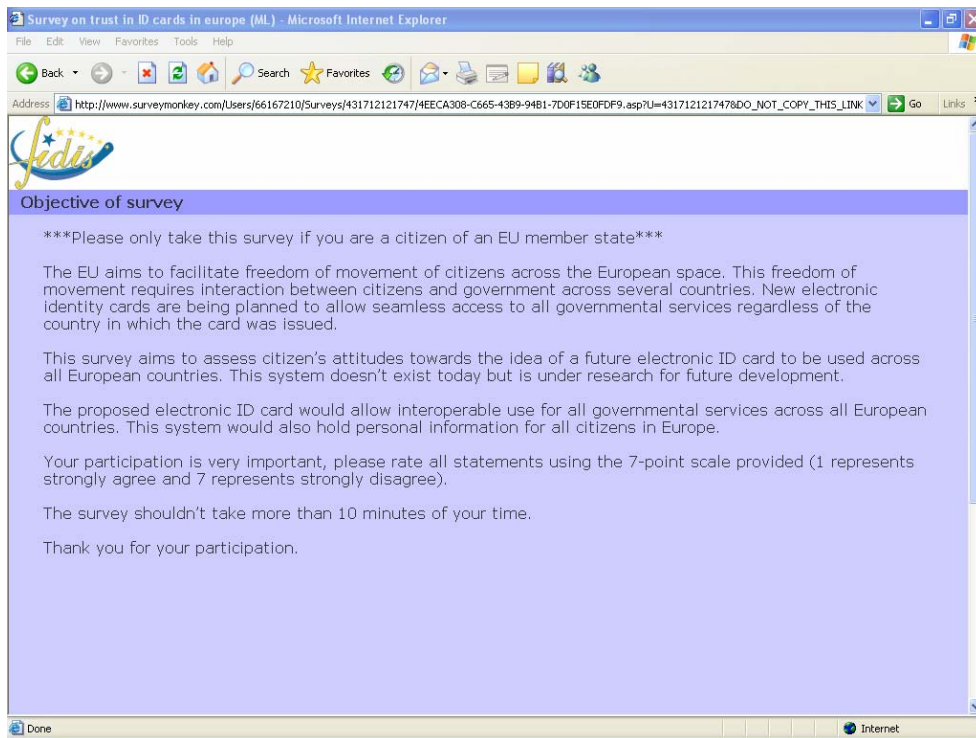 Survey on trust in ID cards in europe (ML) - Microsoft Internet Explorer
File Edit View Favorites Tools Help
Back Search Favorites
Address http://www.surveymonkey.com/Users/66167210/Surveys/431712121747/4EECA308-C665-43B9-94B1-7D0F15E0FDF9.asp?U=431712121747&DO_NOT_COPY_THIS_LINK Go Links
fidis
Objective of survey
***Please only take this survey if you are a citizen of an EU member state***
The EU aims to facilitate freedom of movement of citizens across the European space. This freedom of
movement requires interaction between citizens and government across several countries. New electronic
identity cards are being planned to allow seamless access to all governmental services regardless of the
country in which the card was issued.
This survey aims to assess citizen's attitudes towards the idea of a future electronic ID card to be used across
all European countries. This system doesn't exist today but is under research for future development.
The proposed electronic ID card would allow interoperable use for all governmental services across all European
countries. This system would also hold personal information for all citizens in Europe.
Your participation is very important, please rate all statements using the 7-point scale provided (1 represents
strongly agree and 7 represents strongly disagree).
The survey shouldn't take more than 10 minutes of your time.
Thank you for your participation.
Done Internet